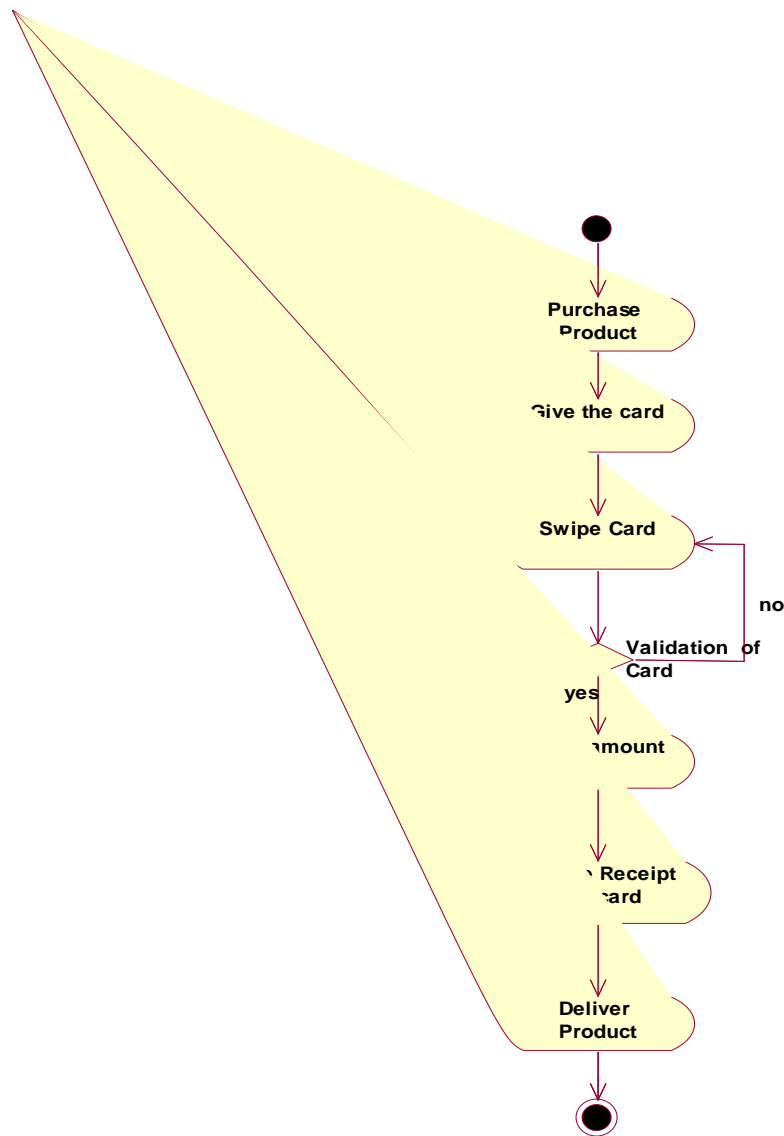 Purchase
Product
Give the card
Swipe Card
no
Validation of
Card
yes
amount
Receipt
card
Deliver
Product